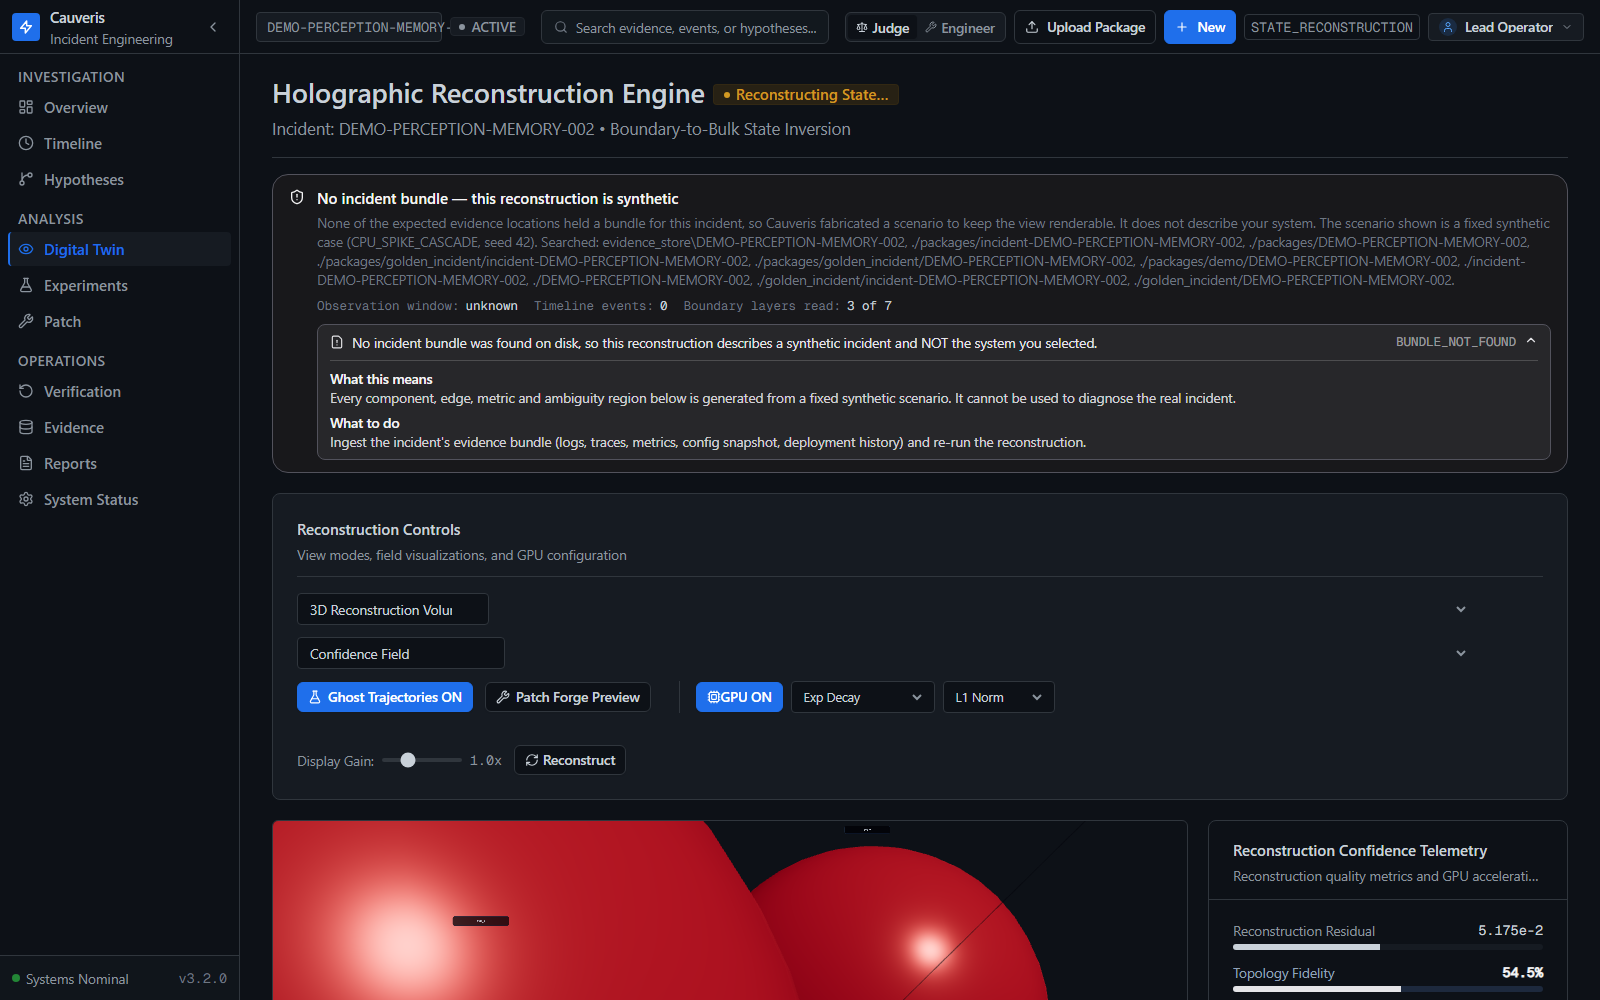 Cauveris
Incident Engineering
INVESTIGATION
Overview
Timeline
Hypotheses
ANALYSIS
Digital Twin
Experiments
Patch
OPERATIONS
Verification
Evidence
Reports
System Status
Systems Nominal
v3.2.0
DEMO-PERCEPTION-MEMORY-
ACTIVE
Search evidence, events, or hypotheses...
Judge
Engineer
Upload Package
New
STATE_RECONSTRUCTION
Lead Operator
Holographic Reconstruction Engine
Reconstructing State...
Incident: DEMO-PERCEPTION-MEMORY-002 • Boundary-to-Bulk State Inversion
No incident bundle — this reconstruction is synthetic
None of the expected evidence locations held a bundle for this incident, so Cauveris fabricated a scenario to keep the view renderable. It does not describe your system. The scenario shown is a fixed synthetic
case (CPU_SPIKE_CASCADE, seed 42). Searched: evidence_store\DEMO-PERCEPTION-MEMORY-002, ./packages/incident-DEMO-PERCEPTION-MEMORY-002, ./packages/DEMO-PERCEPTION-MEMORY-002,
./packages/golden_incident/incident-DEMO-PERCEPTION-MEMORY-002, ./packages/golden_incident/DEMO-PERCEPTION-MEMORY-002, ./packages/demo/DEMO-PERCEPTION-MEMORY-002, ./incident-
DEMO-PERCEPTION-MEMORY-002, ./DEMO-PERCEPTION-MEMORY-002, ./golden_incident/incident-DEMO-PERCEPTION-MEMORY-002, ./golden_incident/DEMO-PERCEPTION-MEMORY-002.
Observation window: unknown Timeline events: 0 Boundary layers read: 3 of 7
No incident bundle was found on disk, so this reconstruction describes a synthetic incident and NOT the system you selected.
BUNDLE_NOT_FOUND
What this means
Every component, edge, metric and ambiguity region below is generated from a fixed synthetic scenario. It cannot be used to diagnose the real incident.
What to do
Ingest the incident's evidence bundle (logs, traces, metrics, config snapshot, deployment history) and re-run the reconstruction.
Reconstruction Controls
View modes, field visualizations, and GPU configuration
3D Reconstruction Volu
Confidence Field
Ghost Trajectories ON
Patch Forge Preview
GPU ON
Exp Decay
L1 Norm
Display Gain:
1.0x
Reconstruct
Reconstruction Confidence Telemetry
Reconstruction quality metrics and GPU accelerati...
Reconstruction Residual
5.175e-2
Topology Fidelity
54.5%